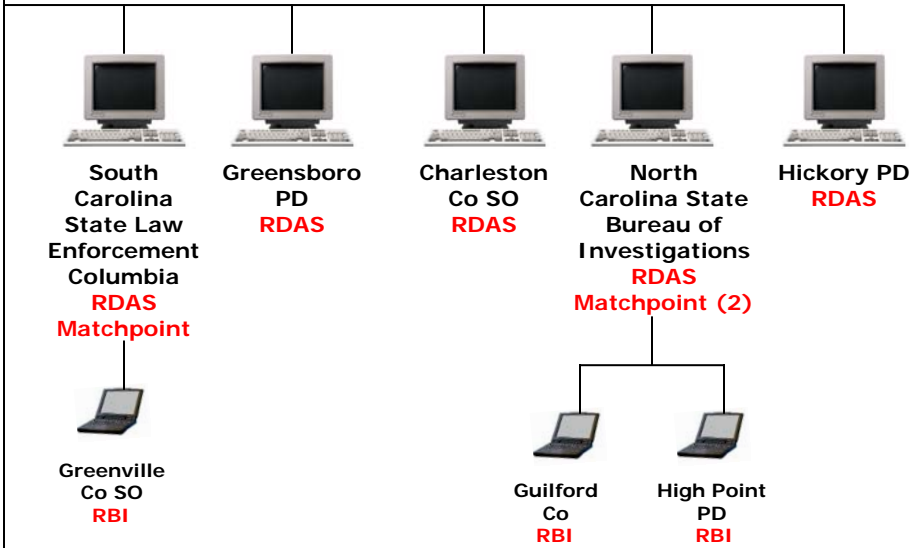 South
Carolina
State Law
Enforcement
Columbia
RDAS
Matchpoint
Greensboro
PD
RDAS
Charleston
Co SO
RDAS
North
Carolina State
Bureau of
Investigations
RDAS
Matchpoint (2)
Hickory PD
RDAS
Greenville
Co SO
RBI
Guilford
Co
RBI
High Point
PD
RBI